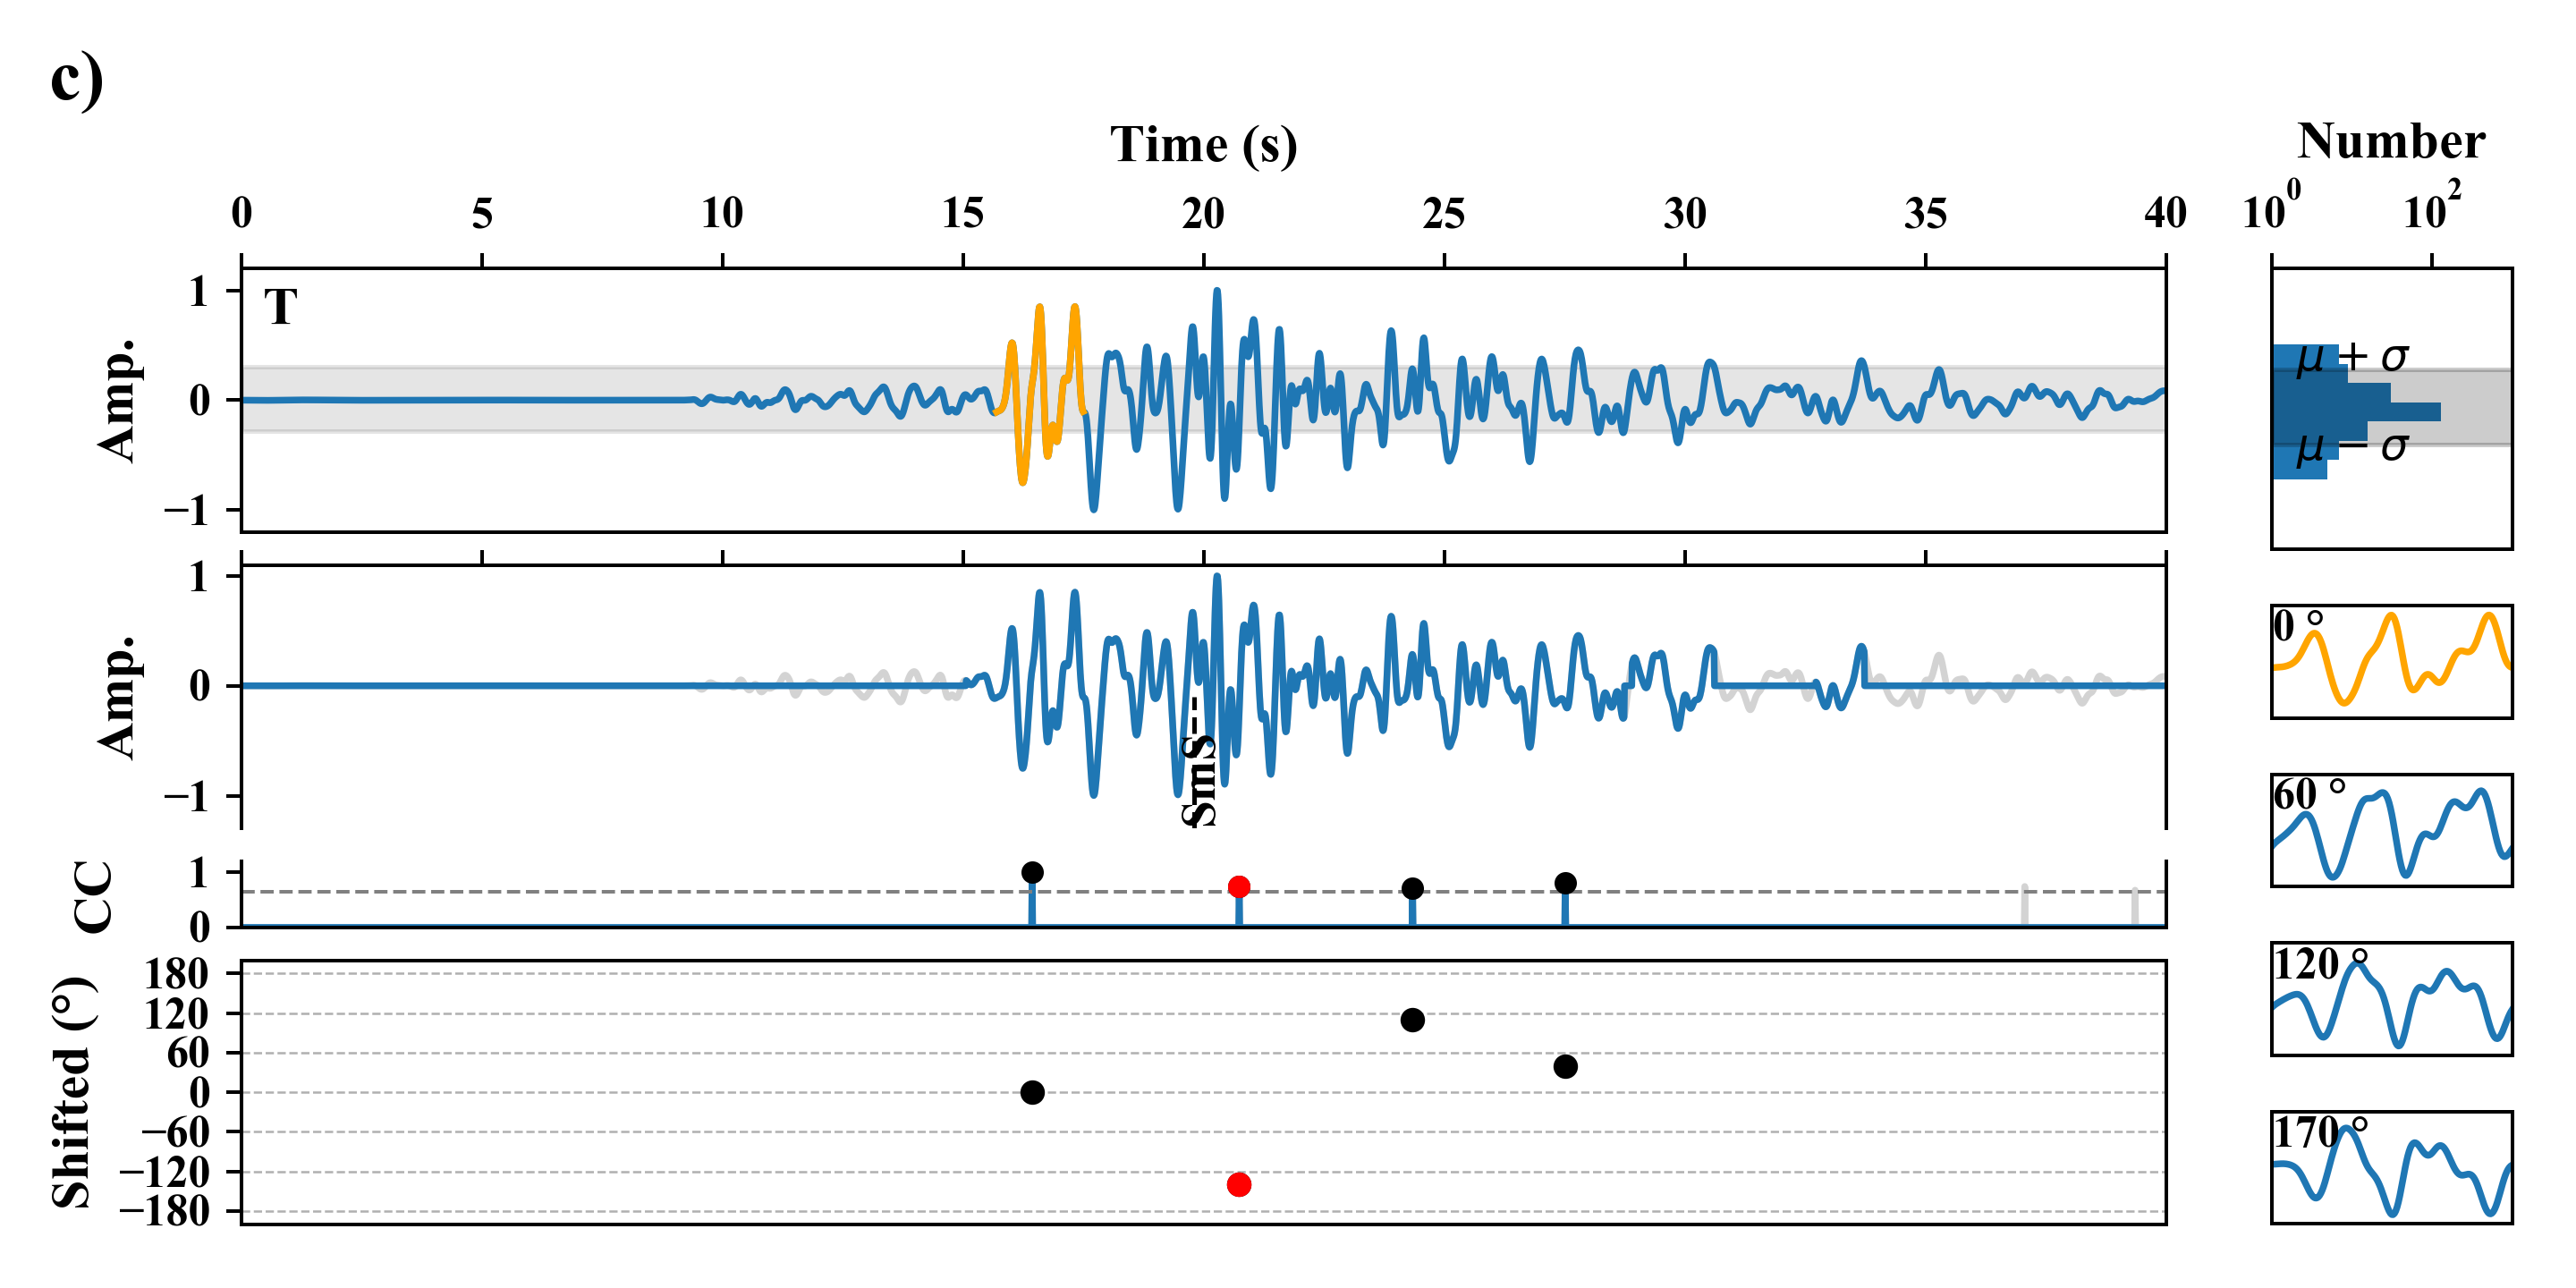 c)
Time (s)
Number
0 5 10 15 20 25 30 35 40
10^0 10^2
T
Amp.
1
0
−1
μ + σ
μ − σ
Amp.
1
0
−1
SmS
0 °
60 °
CC
1
0
120 °
Shifted (°)
180
120
60
0
−60
−120
−180
170 °